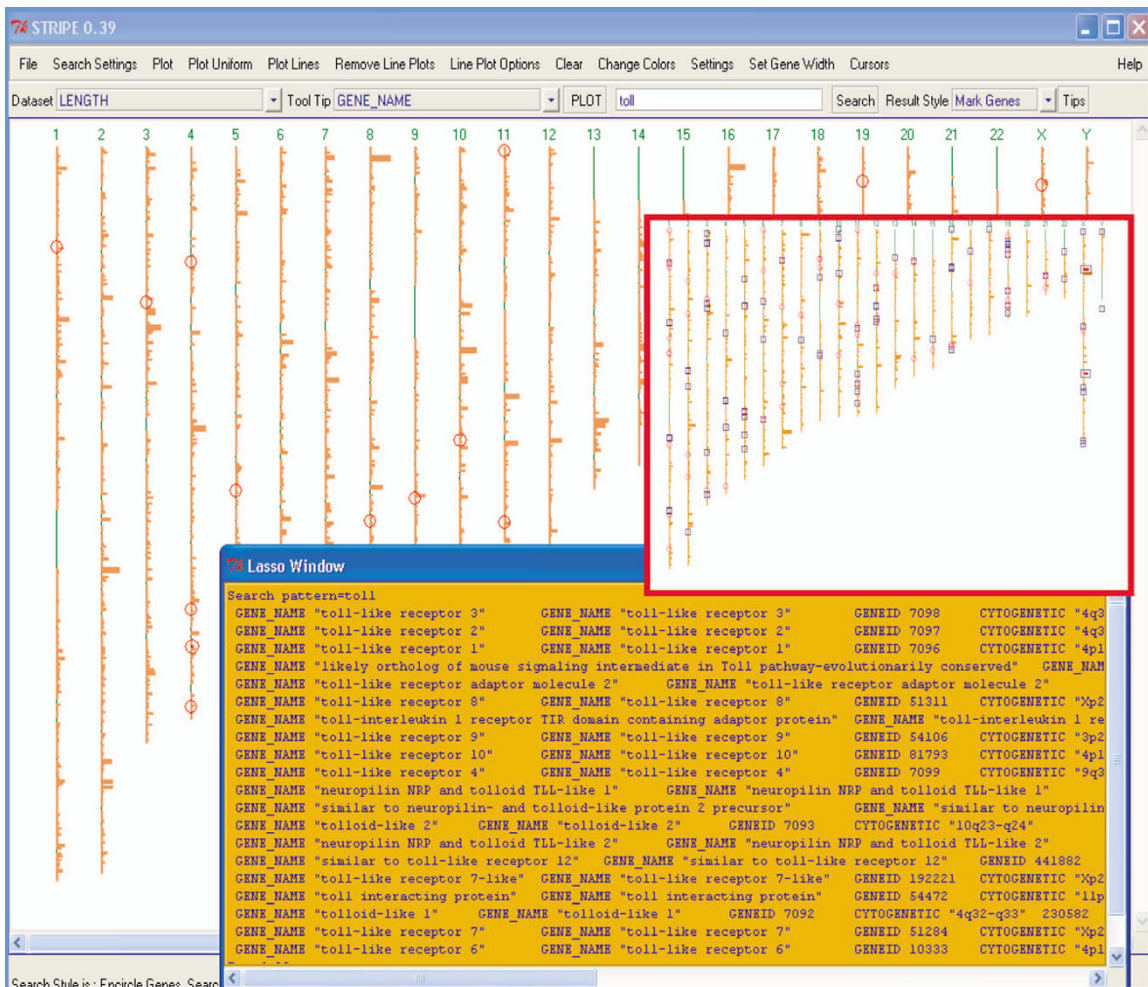 STRIPE 0.39
File Search Settings Plot Plot Uniform Plot Lines Remove Line Plots Line Plot Options Clear Change Colors Settings Set Gene Width Cursors Help
Dataset LENGTH Tool Tip GENE_NAME PLOT toll Search Result Style Mark Genes Tips
1 2 3 4 5 6 7 8 9 10 11 12 13 14 15 16 17 18 19 20 21 22 X Y
Lasso Window
Search pattern=toll
GENE_NAME "toll-like receptor 3" GENE_NAME "toll-like receptor 3" GENEID 7098 CYTOGENETIC "4q3
GENE_NAME "toll-like receptor 2" GENE_NAME "toll-like receptor 2" GENEID 7097 CYTOGENETIC "4q3
GENE_NAME "toll-like receptor 1" GENE_NAME "toll-like receptor 1" GENEID 7096 CYTOGENETIC "4p1
GENE_NAME "likely ortholog of mouse signaling intermediate in Toll pathway-evolutionarily conserved" GENE_NAM
GENE_NAME "toll-like receptor adaptor molecule 2" GENE_NAME "toll-like receptor adaptor molecule 2"
GENE_NAME "toll-like receptor 8" GENE_NAME "toll-like receptor 8" GENEID 51311 CYTOGENETIC "Xp2
GENE_NAME "toll-interleukin 1 receptor TIR domain containing adaptor protein" GENE_NAME "toll-interleukin 1 re
GENE_NAME "toll-like receptor 9" GENE_NAME "toll-like receptor 9" GENEID 54106 CYTOGENETIC "3p2
GENE_NAME "toll-like receptor 10" GENE_NAME "toll-like receptor 10" GENEID 81793 CYTOGENETIC "4p1
GENE_NAME "toll-like receptor 4" GENE_NAME "toll-like receptor 4" GENEID 7099 CYTOGENETIC "9q3
GENE_NAME "neuropilin NRP and tolloid TLL-like 1" GENE_NAME "neuropilin NRP and tolloid TLL-like 1"
GENE_NAME "similar to neuropilin- and tolloid-like protein 2 precursor" GENE_NAME "similar to neuropilin
GENE_NAME "tolloid-like 2" GENE_NAME "tolloid-like 2" GENEID 7093 CYTOGENETIC "10q23-q24"
GENE_NAME "neuropilin NRP and tolloid TLL-like 2" GENE_NAME "neuropilin NRP and tolloid TLL-like 2"
GENE_NAME "similar to toll-like receptor 12" GENE_NAME "similar to toll-like receptor 12" GENEID 441882
GENE_NAME "toll-like receptor 7-like" GENE_NAME "toll-like receptor 7-like" GENEID 192221 CYTOGENETIC "Xp2
GENE_NAME "toll interacting protein" GENE_NAME "toll interacting protein" GENEID 54472 CYTOGENETIC "11p
GENE_NAME "tolloid-like 1" GENE_NAME "tolloid-like 1" GENEID 7092 CYTOGENETIC "4q32-q33" 230582
GENE_NAME "toll-like receptor 7" GENE_NAME "toll-like receptor 7" GENEID 51284 CYTOGENETIC "Xp2
GENE_NAME "toll-like receptor 6" GENE_NAME "toll-like receptor 6" GENEID 10333 CYTOGENETIC "4p1
Search Style is : Encircle Genes Searc